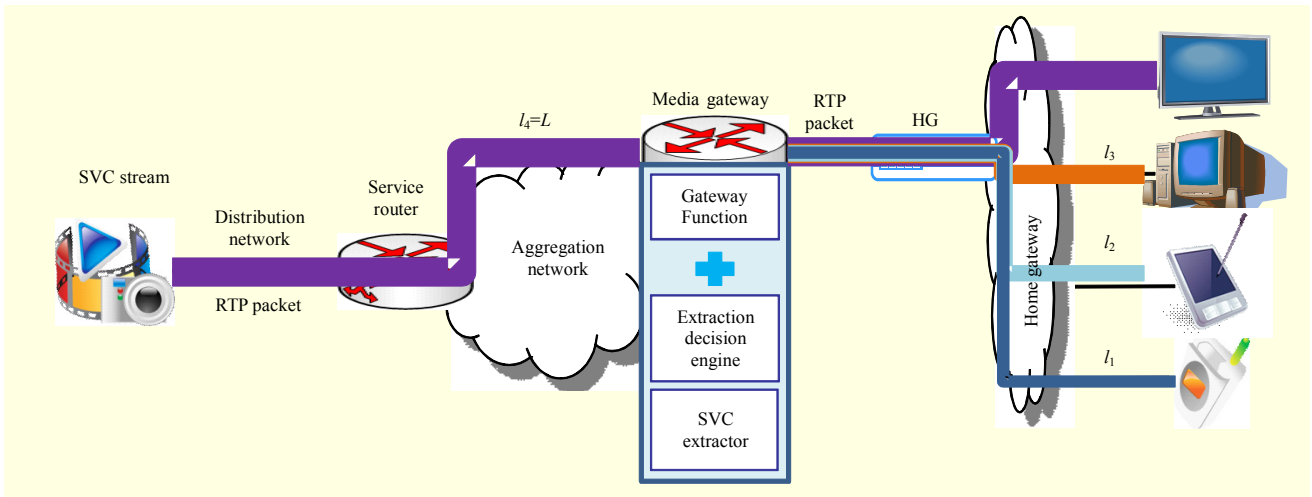 SVC stream
Distribution
network
RTP packet
Service
router
l₄=L
Aggregation
network
Media gateway
Gateway
Function
Extraction
decision
engine
SVC
extractor
RTP
packet
HG
Home gateway
l₃
l₂
l₁